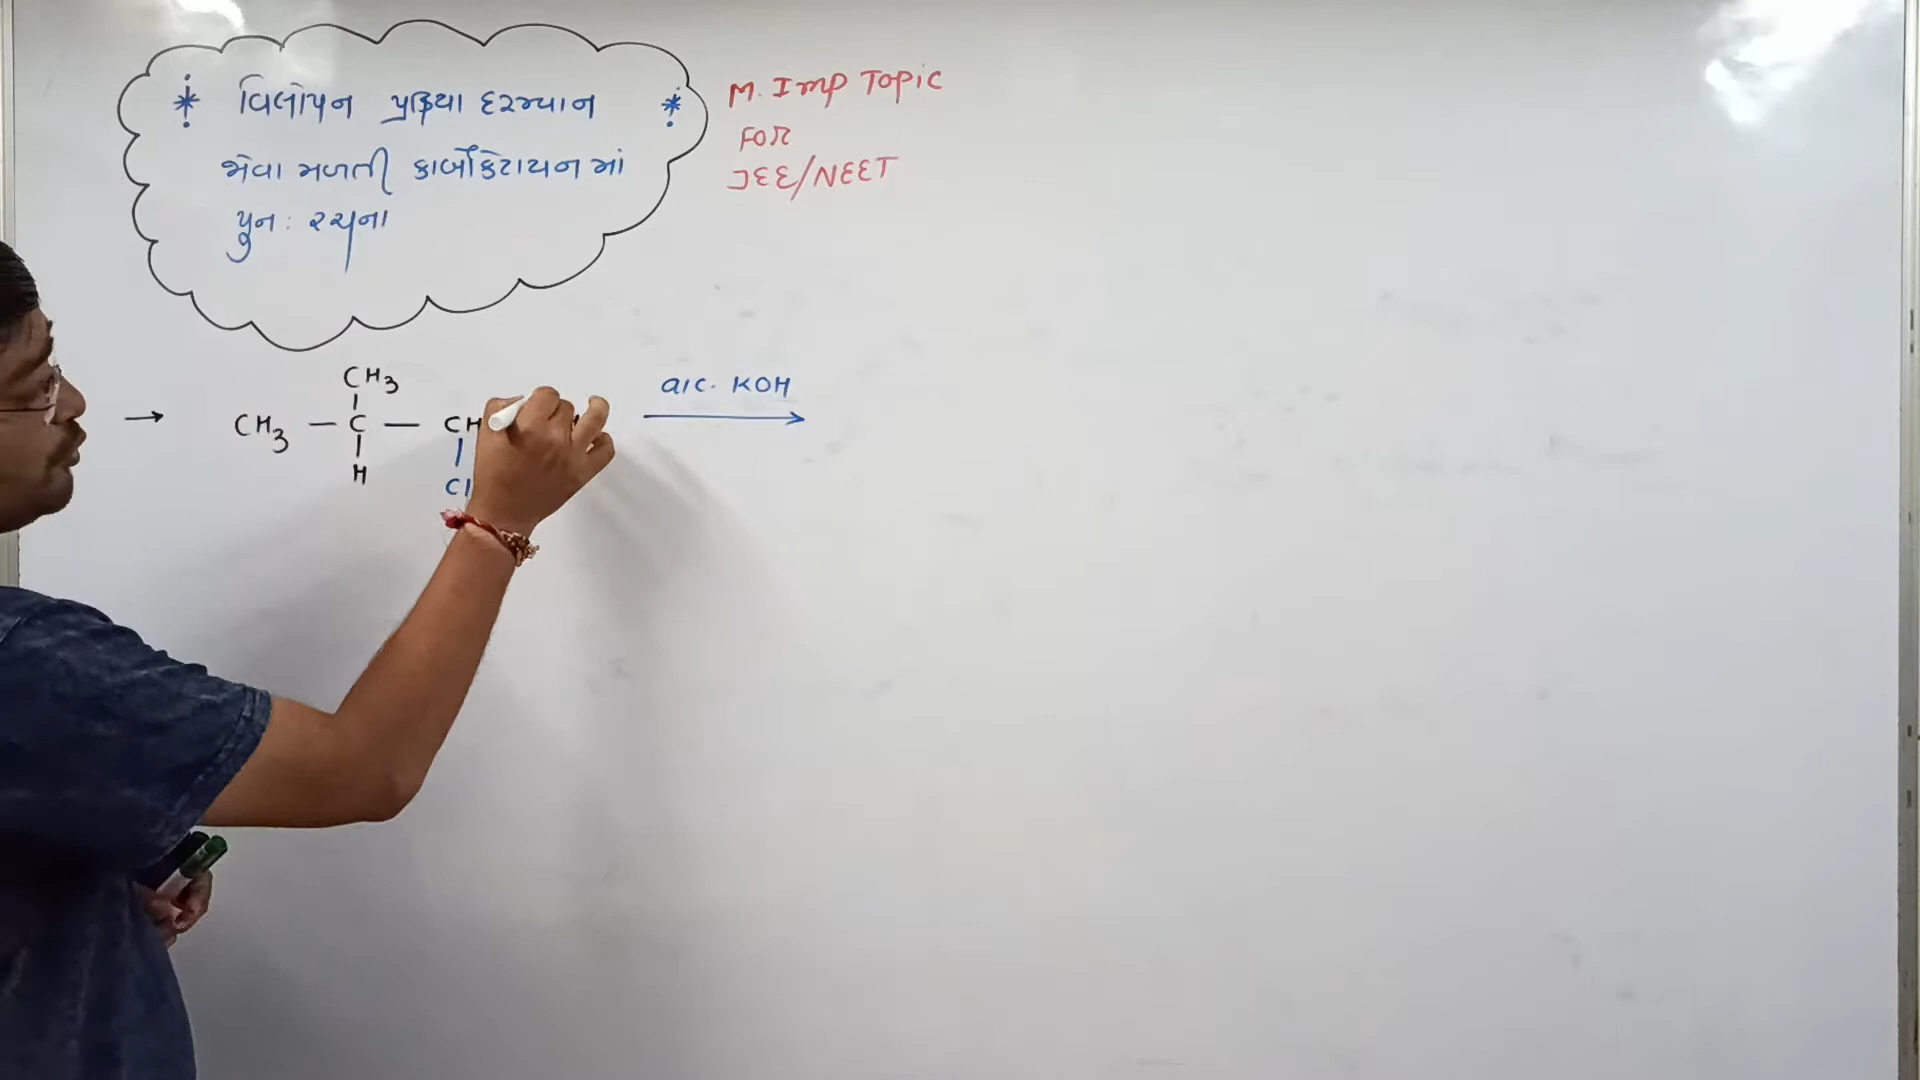 * વિલોપન પ્રક્રિયા દરમ્યાન *
જોવા મળતી કાર્બોકેટાયનમાં
પુન: રચના
M. Imp Topic
FOR
JEE/NEET
CH3
→ CH3 — C — CH
H
Cl
alc. KOH